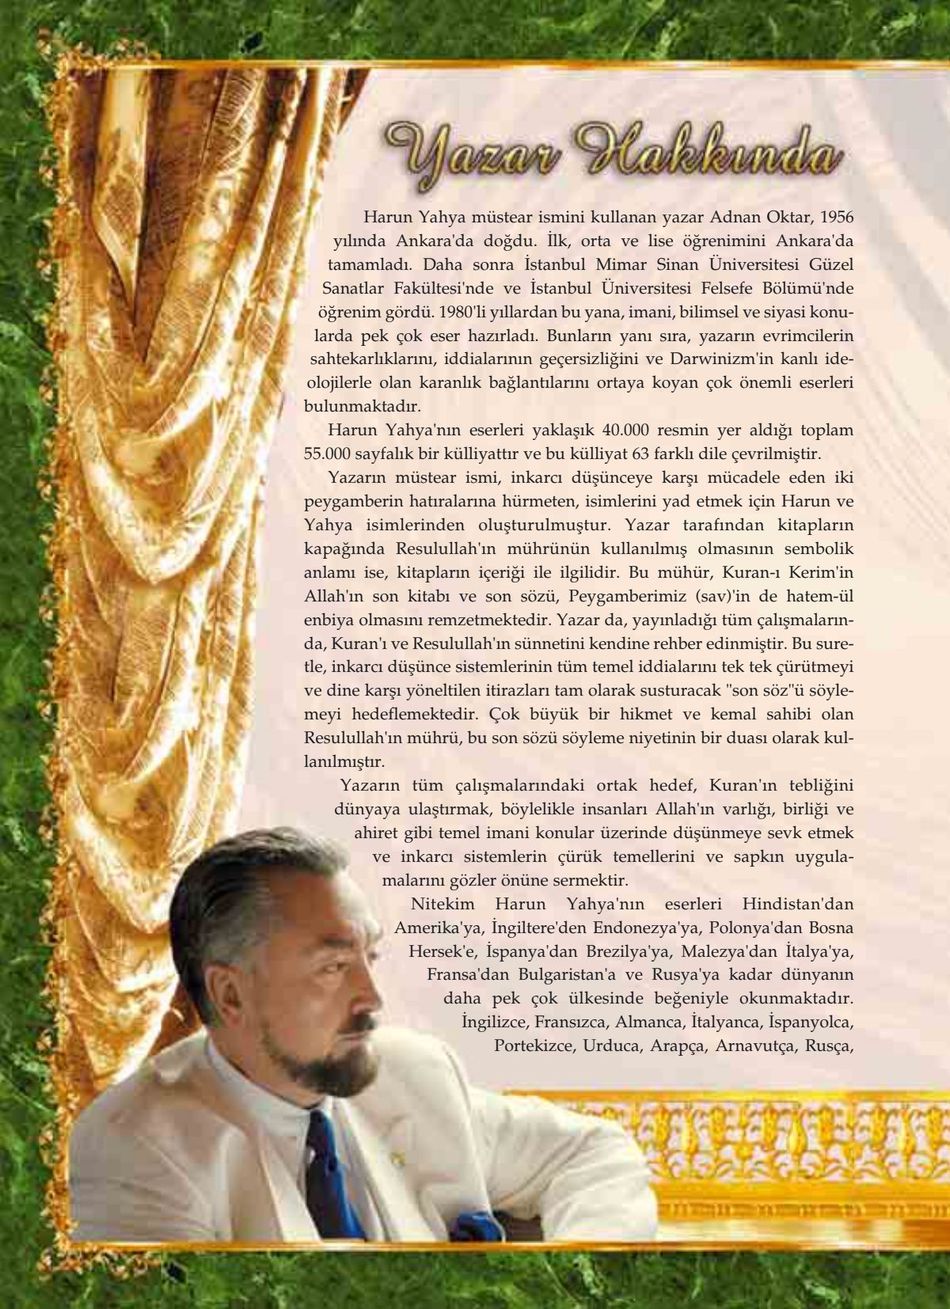 Yazar Hakkında
Harun Yahya müstear ismini kullanan yazar Adnan Oktar, 1956
yılında Ankara'da doğdu. İlk, orta ve lise öğrenimini Ankara'da
tamamladı. Daha sonra İstanbul Mimar Sinan Üniversitesi Güzel
Sanatlar Fakültesi'nde ve İstanbul Üniversitesi Felsefe Bölümü'nde
öğrenim gördü. 1980'li yıllardan bu yana, imani, bilimsel ve siyasi konu-
larda pek çok eser hazırladı. Bunların yanı sıra, yazarın evrimcilerin
sahtekarlıklarını, iddialarının geçersizliğini ve Darwinizm'in kanlı ide-
olojilerle olan karanlık bağlantılarını ortaya koyan çok önemli eserleri
bulunmaktadır.
Harun Yahya'nın eserleri yaklaşık 40.000 resmin yer aldığı toplam
55.000 sayfalık bir külliyattır ve bu külliyat 63 farklı dile çevrilmiştir.
Yazarın müstear ismi, inkarcı düşünceye karşı mücadele eden iki
peygamberin hatıralarına hürmeten, isimlerini yad etmek için Harun ve
Yahya isimlerinden oluşturulmuştur. Yazar tarafından kitapların
kapağında Resulullah'ın mührünün kullanılmış olmasının sembolik
anlamı ise, kitapların içeriği ile ilgilidir. Bu mühür, Kuran-ı Kerim'in
Allah'ın son kitabı ve son sözü, Peygamberimiz (sav)'in de hatem-ül
enbiya olmasını remzetmektedir. Yazar da, yayınladığı tüm çalışmaların-
da, Kuran'ı ve Resulullah'ın sünnetini kendine rehber edinmiştir. Bu sure-
tle, inkarcı düşünce sistemlerinin tüm temel iddialarını tek tek çürütmeyi
ve dine karşı yöneltilen itirazları tam olarak susturacak "son söz"ü söyle-
meyi hedeflemektedir. Çok büyük bir hikmet ve kemal sahibi olan
Resulullah'ın mührü, bu son sözü söyleme niyetinin bir duası olarak kul-
lanılmıştır.
Yazarın tüm çalışmalarındaki ortak hedef, Kuran'ın tebliğini
dünyaya ulaştırmak, böylelikle insanları Allah'ın varlığı, birliği ve
ahiret gibi temel imani konular üzerinde düşünmeye sevk etmek
ve inkarcı sistemlerin çürük temellerini ve sapkın uygula-
malarını gözler önüne sermektir.
Nitekim Harun Yahya'nın eserleri Hindistan'dan
Amerika'ya, İngiltere'den Endonezya'ya, Polonya'dan Bosna
Hersek'e, İspanya'dan Brezilya'ya, Malezya'dan İtalya'ya,
Fransa'dan Bulgaristan'a ve Rusya'ya kadar dünyanın
daha pek çok ülkesinde beğeniyle okunmaktadır.
İngilizce, Fransızca, Almanca, İtalyanca, İspanyolca,
Portekizce, Urduca, Arapça, Arnavutça, Rusça,